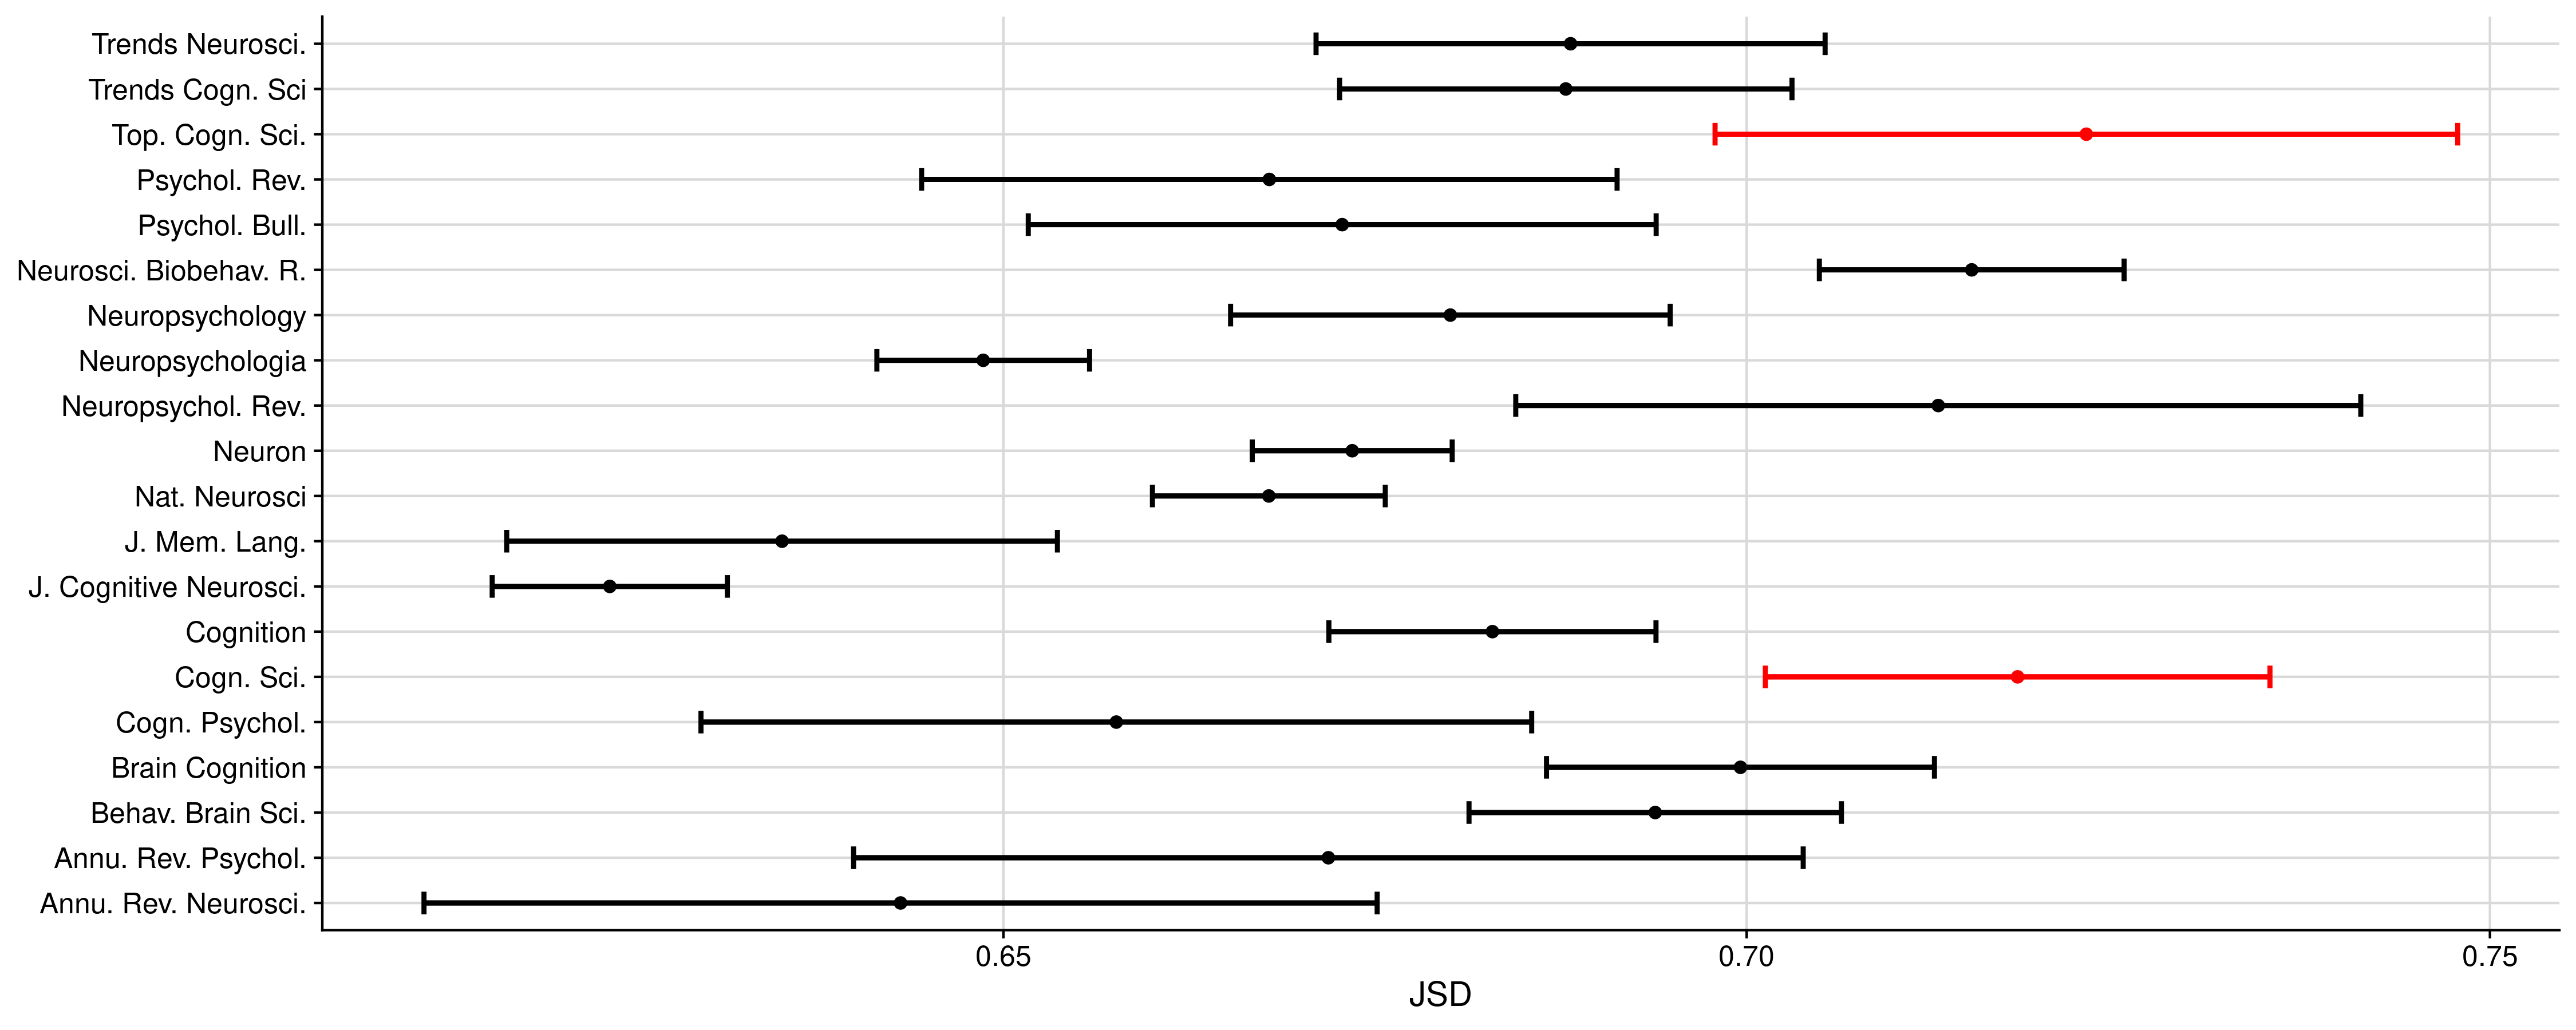 Trends Neurosci.
Trends Cogn. Sci
Top. Cogn. Sci.
Psychol. Rev.
Psychol. Bull.
Neurosci. Biobehav. R.
Neuropsychology
Neuropsychologia
Neuropsychol. Rev.
Neuron
Nat. Neurosci
J. Mem. Lang.
J. Cognitive Neurosci.
Cognition
Cogn. Sci.
Cogn. Psychol.
Brain Cognition
Behav. Brain Sci.
Annu. Rev. Psychol.
Annu. Rev. Neurosci.
0.65 0.70 0.75
JSD